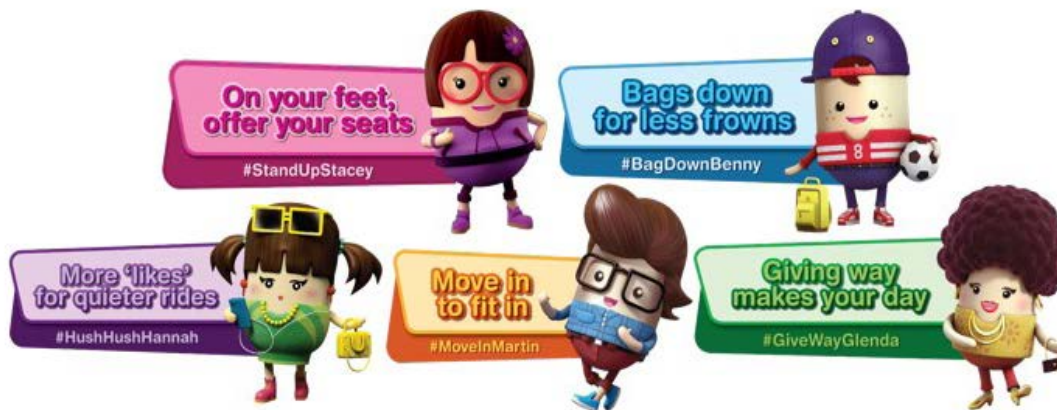 On your feet,
offer your seats
#StandUpStacey
Bags down
for less frowns
#BagDownBenny
8
More ‘likes’
for quieter rides
#HushHushHannah
Move in
to fit in
#MoveInMartin
Giving way
makes your day
#GiveWayGlenda